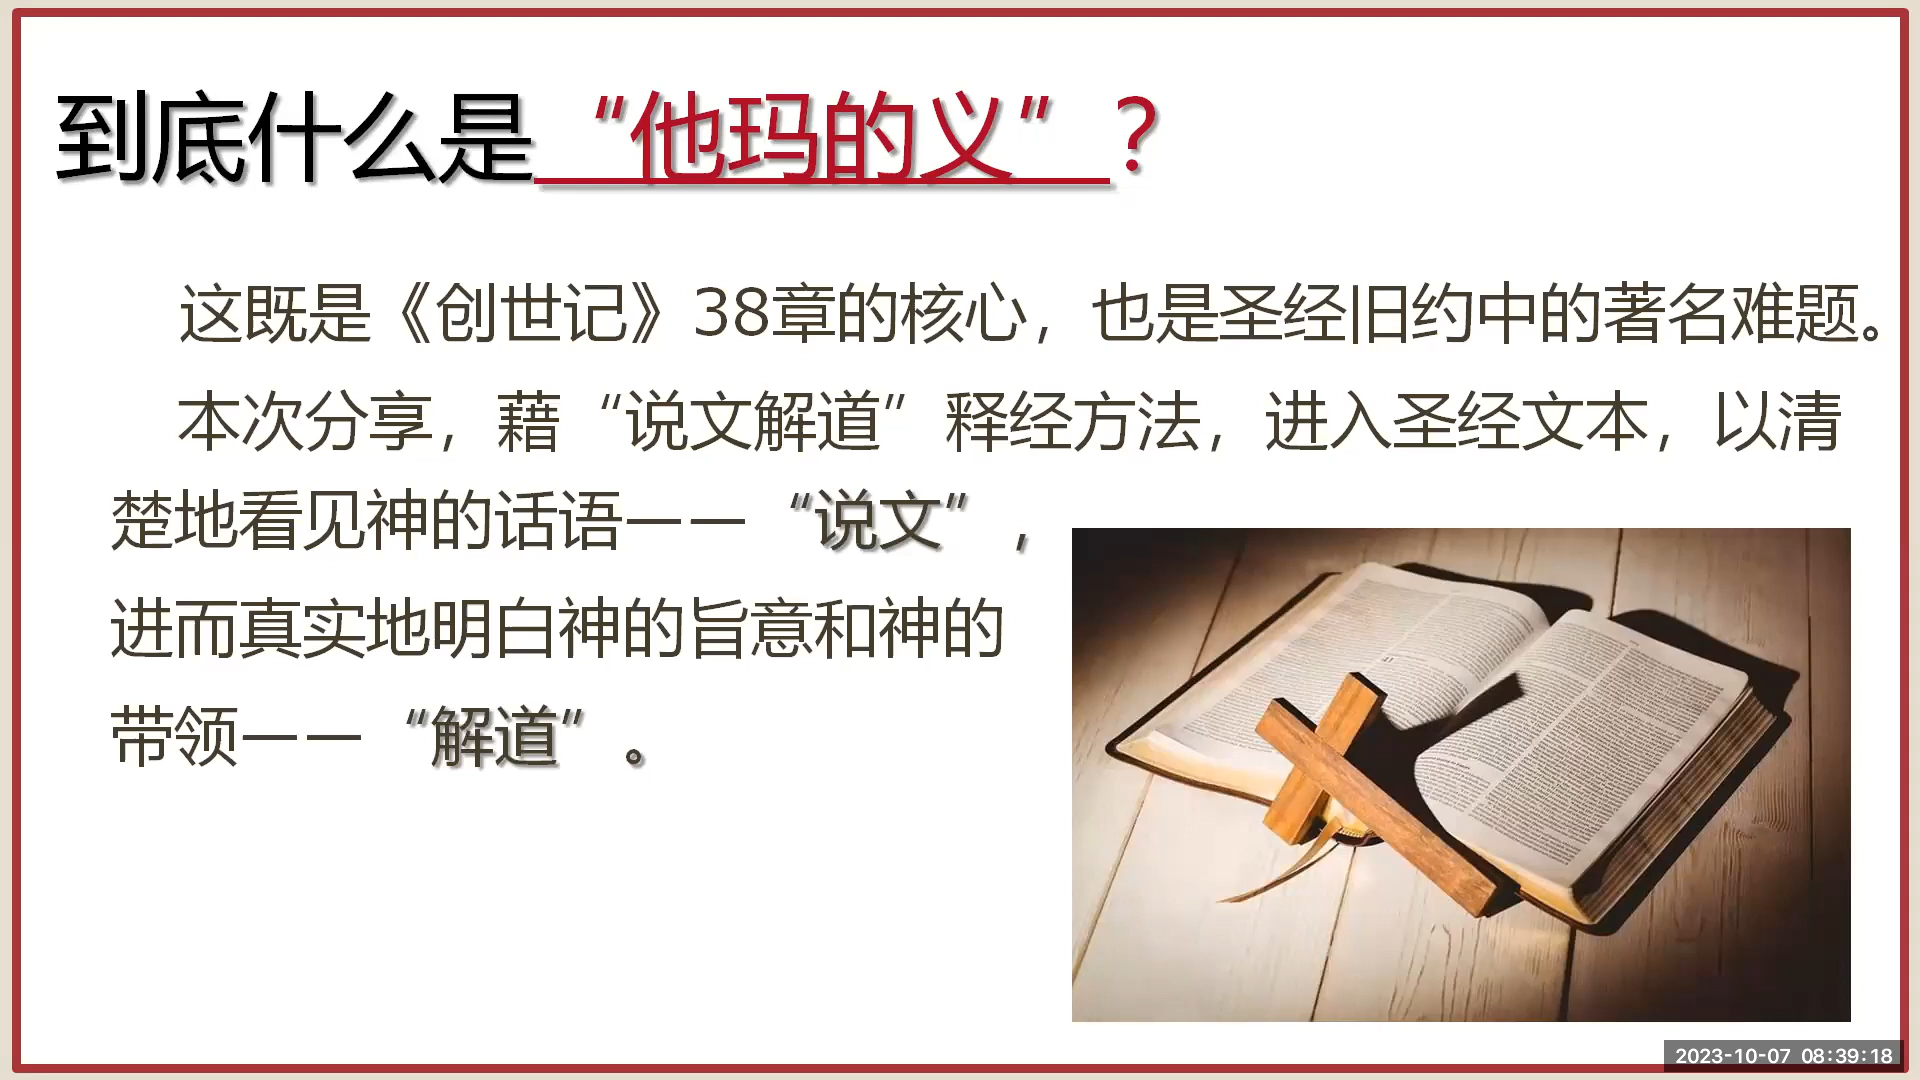 到底什么是“他玛的义”？
这既是《创世记》38章的核心，也是圣经旧约中的著名难题。
本次分享，藉“说文解道”释经方法，进入圣经文本，以清
楚地看见神的话语——“说文”，
进而真实地明白神的旨意和神的
带领——“解道”。
2023-10-07 08:39:18